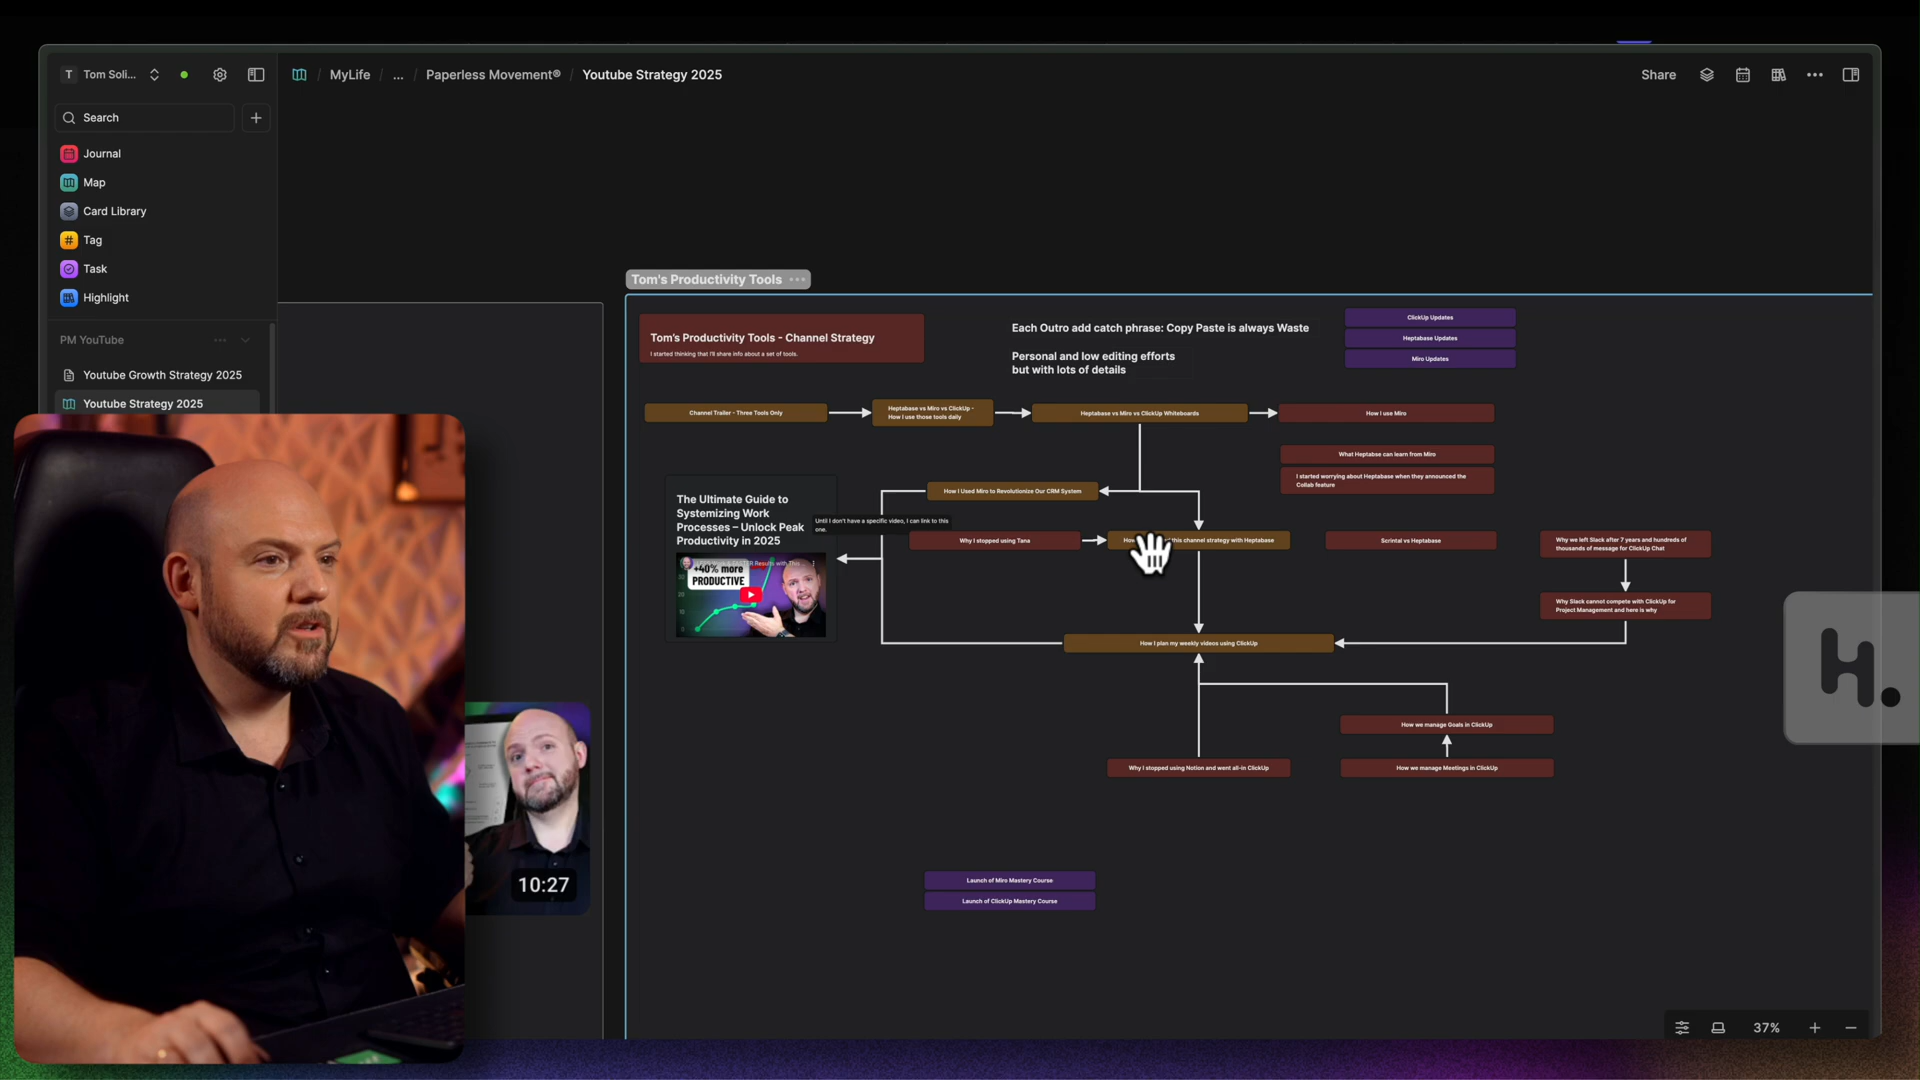 T Tom Soli...
MyLife / ... / Paperless Movement® / Youtube Strategy 2025
Share
Search
Journal
Map
Card Library
Tag
Task
Highlight
PM YouTube
Youtube Growth Strategy 2025
Youtube Strategy 2025
Tom's Productivity Tools
Tom's Productivity Tools - Channel Strategy
I started thinking that I'll share info about a set of tools.
Each Outro add catch phrase: Copy Paste is always Waste
Personal and low editing efforts
but with lots of details
ClickUp Updates
Heptabase Updates
Miro Updates
Channel Trailer - Three Tools Only
Heptabase vs Miro vs ClickUp -
How I use those tools daily
Heptabase vs Miro vs ClickUp Whiteboards
How I use Miro
What Heptabse can learn from Miro
I started worrying about Heptabase when they announced the
Collab feature
The Ultimate Guide to
Systemizing Work
Processes – Unlock Peak
Productivity in 2025
How I Used Miro to Revolutionize Our CRM System
Until I don't have a specific video, I can link to this
one.
Why I stopped using Tana
this channel strategy with Heptabase
Scrintal vs Heptabase
Why we left Slack after 7 years and hundreds of
thousands of message for ClickUp Chat
+40% more
PRODUCTIVE
Why Slack cannot compete with ClickUp for
Project Management and here is why
How I plan my weekly videos using ClickUp
How we manage Goals in ClickUp
Why I stopped using Notion and went all-in ClickUp
How we manage Meetings in ClickUp
10:27
Launch of Miro Mastery Course
Launch of ClickUp Mastery Course
H.
37%